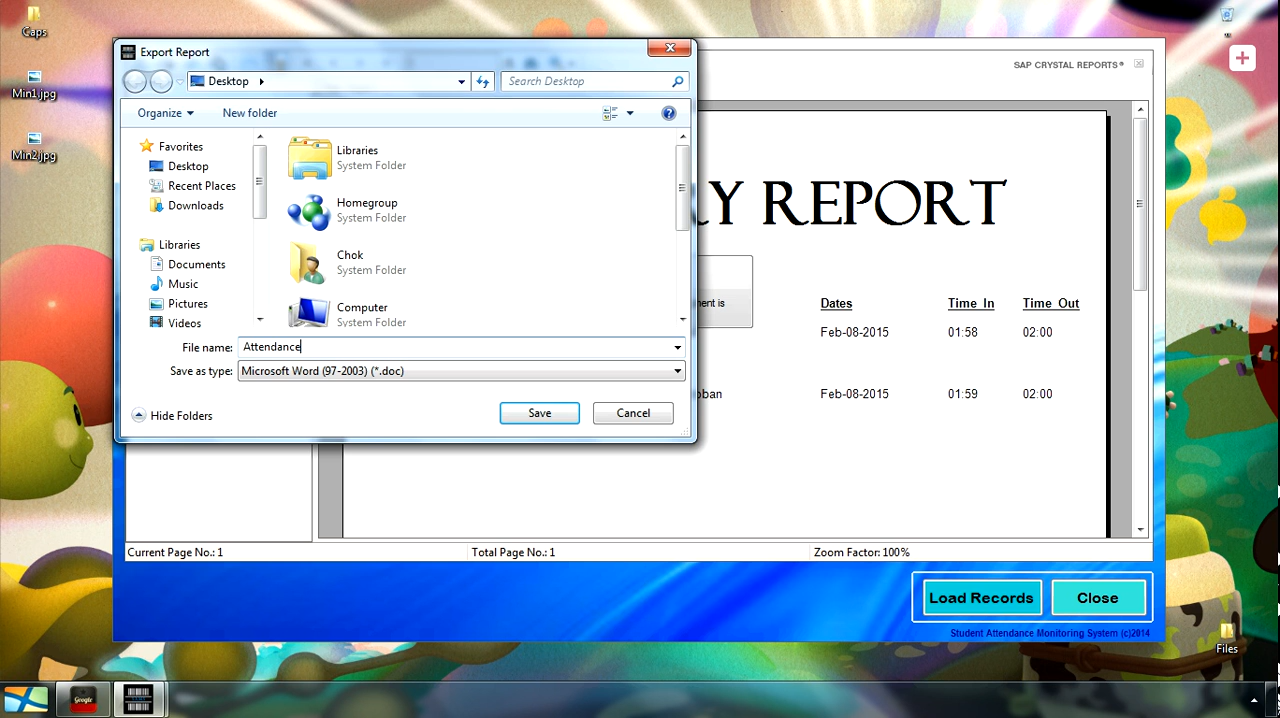 Caps
Min1.jpg
Min2.jpg
Export Report
Desktop
Search Desktop
Organize
New folder
Favorites
Desktop
Recent Places
Downloads
Libraries
Documents
Music
Pictures
Videos
Libraries
System Folder
Homegroup
System Folder
Chok
System Folder
Computer
System Folder
File name: Attendance
Save as type: Microsoft Word (97-2003) (*.doc)
Hide Folders
Save
Cancel
SAP CRYSTAL REPORTS®
RY REPORT
ment is
Dates Time In Time Out
Feb-08-2015 01:58 02:00
oban Feb-08-2015 01:59 02:00
Current Page No.: 1
Total Page No.: 1
Zoom Factor: 100%
Load Records
Close
Student Attendance Monitoring System (c)2014
Files
Google